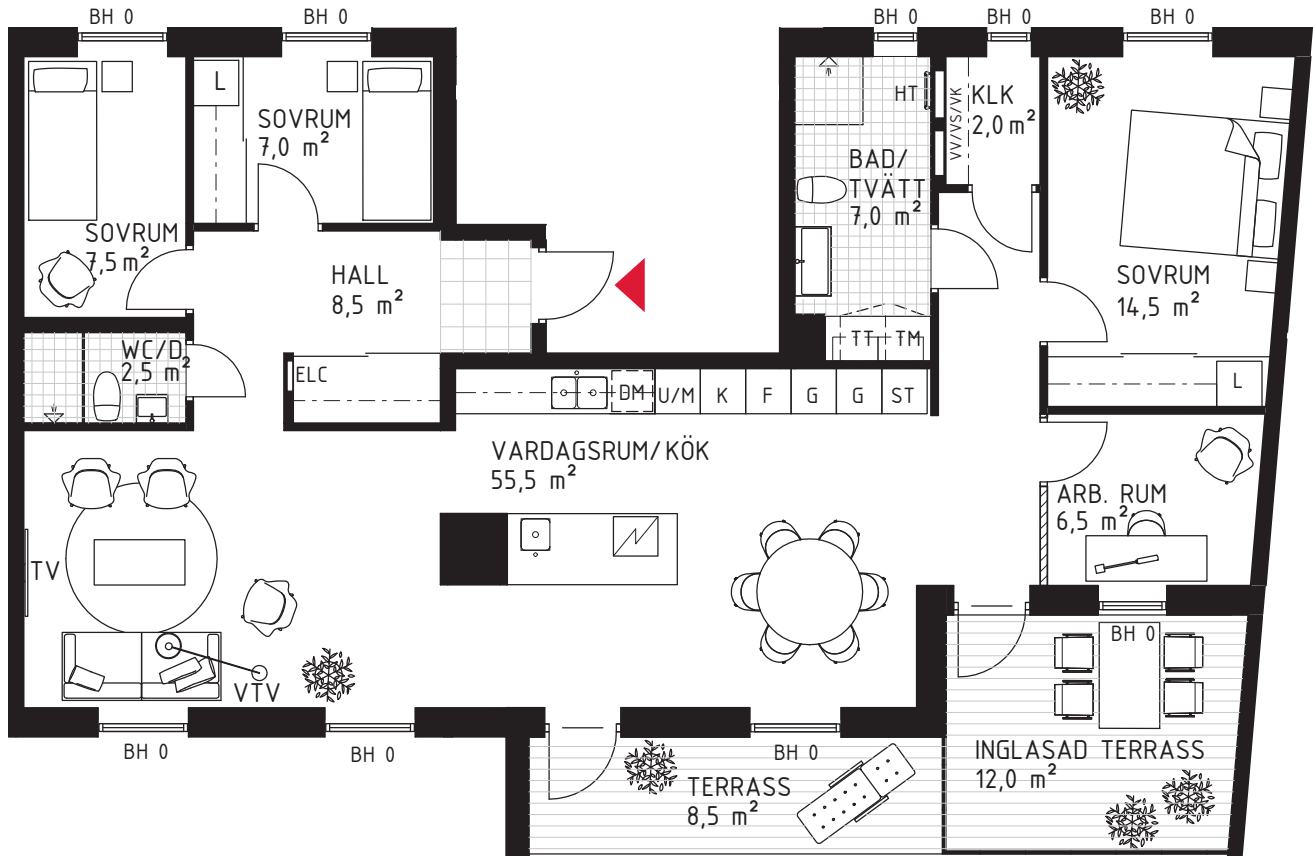 BH 0
BH 0
BH 0
BH 0
BH 0
L
SOVRUM
7,0 m²
HT
VV/VS/VK
KLK
2,0 m²
BAD/
TVÄTT
7,0 m²
SOVRUM
7,5 m²
HALL
8,5 m²
SOVRUM
14,5 m²
WC/D
2,5 m²
ELC
TT
TM
L
DM
U/M
K
F
G
G
ST
VARDAGSRUM/KÖK
55,5 m²
ARB. RUM
6,5 m²
TV
VTV
BH 0
BH 0
BH 0
BH 0
INGLASAD TERRASS
12,0 m²
TERRASS
8,5 m²